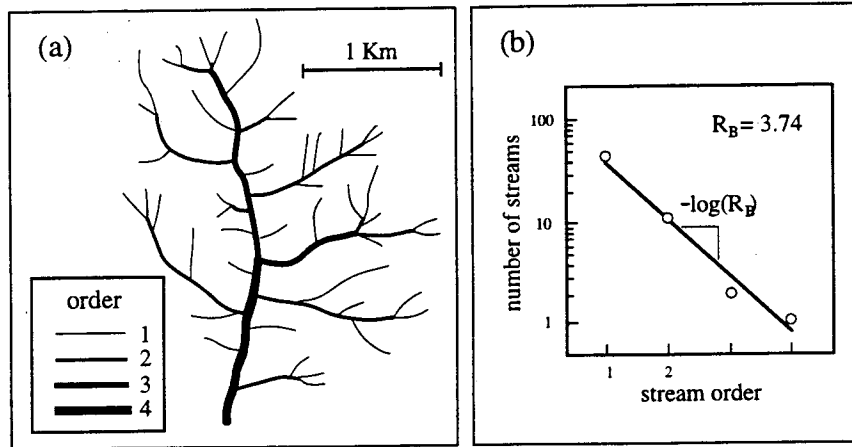 (a)
1 Km
order
1
2
3
4
(b)
R_B = 3.74
100
10
1
number of streams
-log(R_B)
1
2
stream order